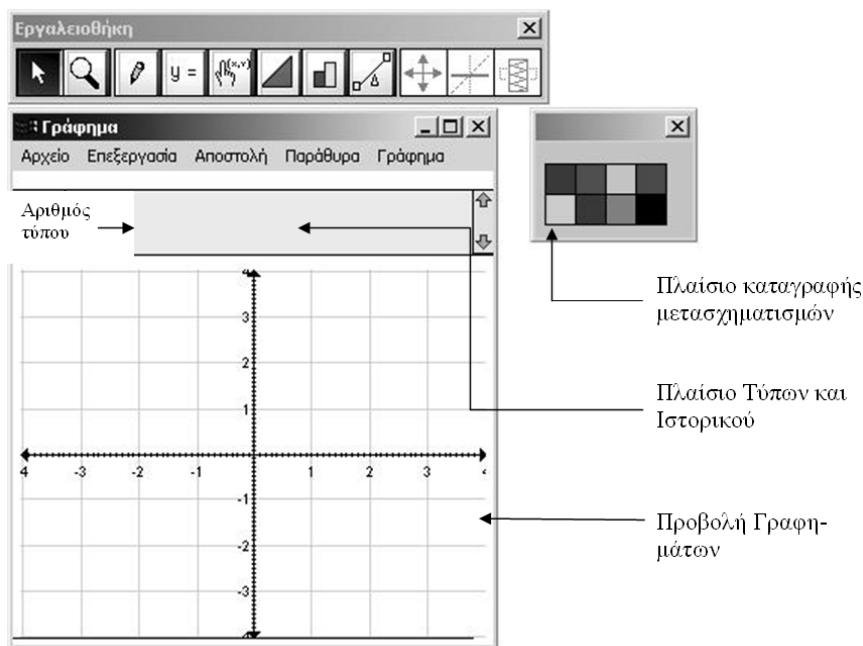 Εργαλειοθήκη
y =
(x,y)
Γράφημα
Αρχείο Επεξεργασία Αποστολή Παράθυρα Γράφημα
Αριθμός
τύπου
Πλαίσιο καταγραφής
μετασχηματισμών
Πλαίσιο Τύπων και
Ιστορικού
Προβολή Γραφη-
μάτων
4
3
2
1
4 -3 -2 -1 1 2 3
-1
-2
-3